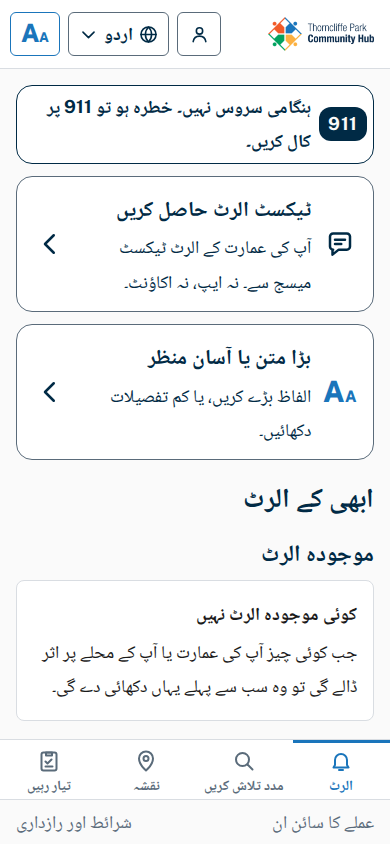 Thorncliffe Park
Community Hub
اردو
AA
911
ہنگامی سروس نہیں۔ خطرہ ہو تو 911 پر
کال کریں۔
ٹیکسٹ الرٹ حاصل کریں
آپ کی عمارت کے الرٹ ٹیکسٹ
میسج سے۔ نہ ایپ، نہ اکاؤنٹ۔
AA
بڑا متن یا آسان منظر
الفاظ بڑے کریں، یا کم تفصیلات
دکھائیں۔
ابھی کے الرٹ
موجودہ الرٹ
کوئی موجودہ الرٹ نہیں
جب کوئی چیز آپ کی عمارت یا آپ کے محلے پر اثر
ڈالے گی تو وہ سب سے پہلے یہاں دکھائی دے گی۔
الرٹ
مدد تلاش کریں
نقشہ
تیار رہیں
عملے کا سائن ان
شرائط اور رازداری